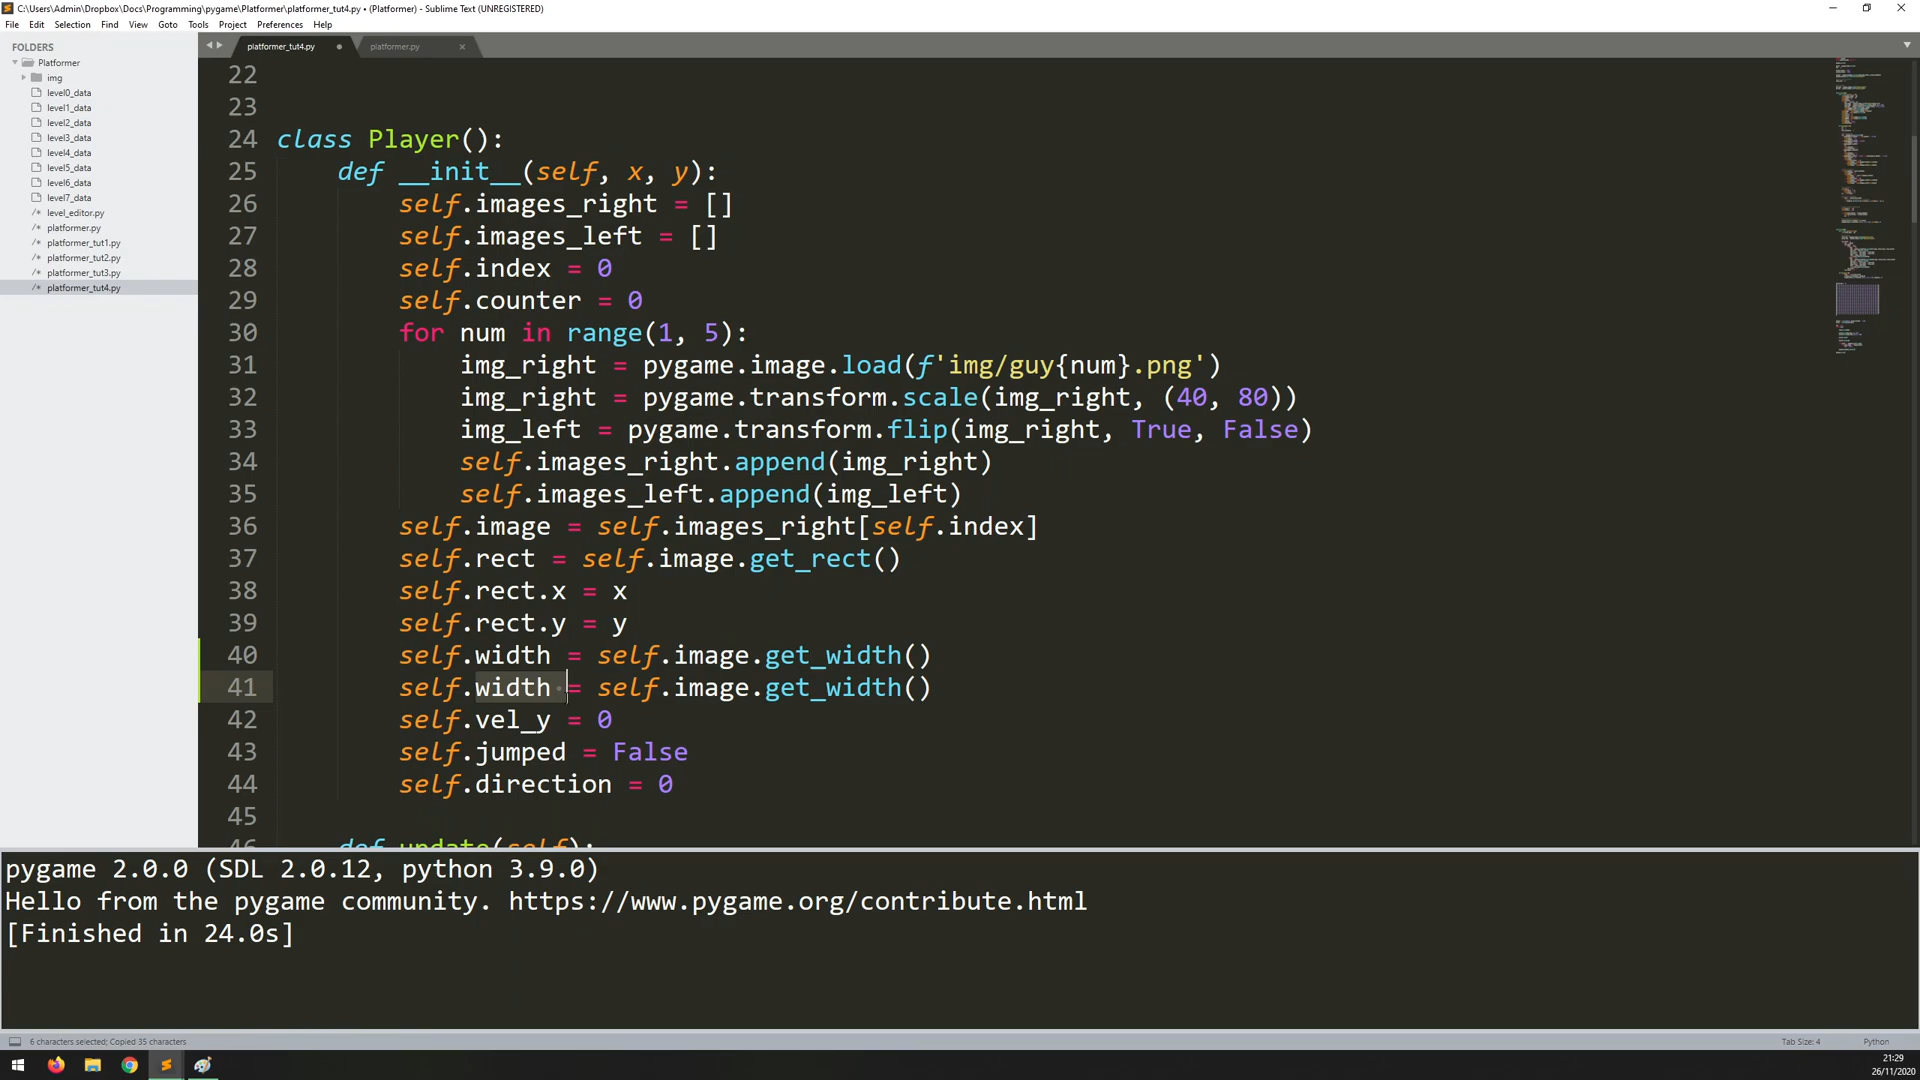 C:\Users\Admin\Dropbox\Docs\Programming\pygame\Platformer\platformer_tut4.py • (Platformer) - Sublime Text (UNREGISTERED)
File Edit Selection Find View Goto Tools Project Preferences Help
FOLDERS
Platformer
img
level0_data
level1_data
level2_data
level3_data
level4_data
level5_data
level6_data
level7_data
level_editor.py
platformer.py
platformer_tut1.py
platformer_tut2.py
platformer_tut3.py
platformer_tut4.py
platformer_tut4.py platformer.py
22
23
24 class Player():
25 def __init__(self, x, y):
26 self.images_right = []
27 self.images_left = []
28 self.index = 0
29 self.counter = 0
30 for num in range(1, 5):
31 img_right = pygame.image.load(f'img/guy{num}.png')
32 img_right = pygame.transform.scale(img_right, (40, 80))
33 img_left = pygame.transform.flip(img_right, True, False)
34 self.images_right.append(img_right)
35 self.images_left.append(img_left)
36 self.image = self.images_right[self.index]
37 self.rect = self.image.get_rect()
38 self.rect.x = x
39 self.rect.y = y
40 self.width = self.image.get_width()
41 self.width = self.image.get_width()
42 self.vel_y = 0
43 self.jumped = False
44 self.direction = 0
45
46 def update(self):
pygame 2.0.0 (SDL 2.0.12, python 3.9.0)
Hello from the pygame community. https://www.pygame.org/contribute.html
[Finished in 24.0s]
6 characters selected; Copied 35 characters
Tab Size: 4 Python
21:29
26/11/2020